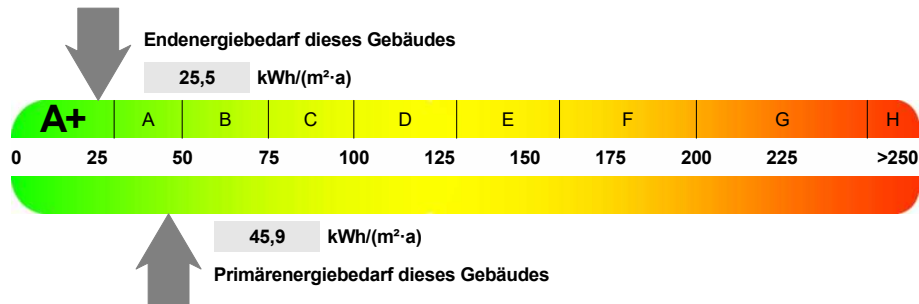 Endenergiebedarf dieses Gebäudes
25,5 kWh/(m²·a)
A+ A B C D E F G H
0 25 50 75 100 125 150 175 200 225 >250
45,9 kWh/(m²·a)
Primärenergiebedarf dieses Gebäudes